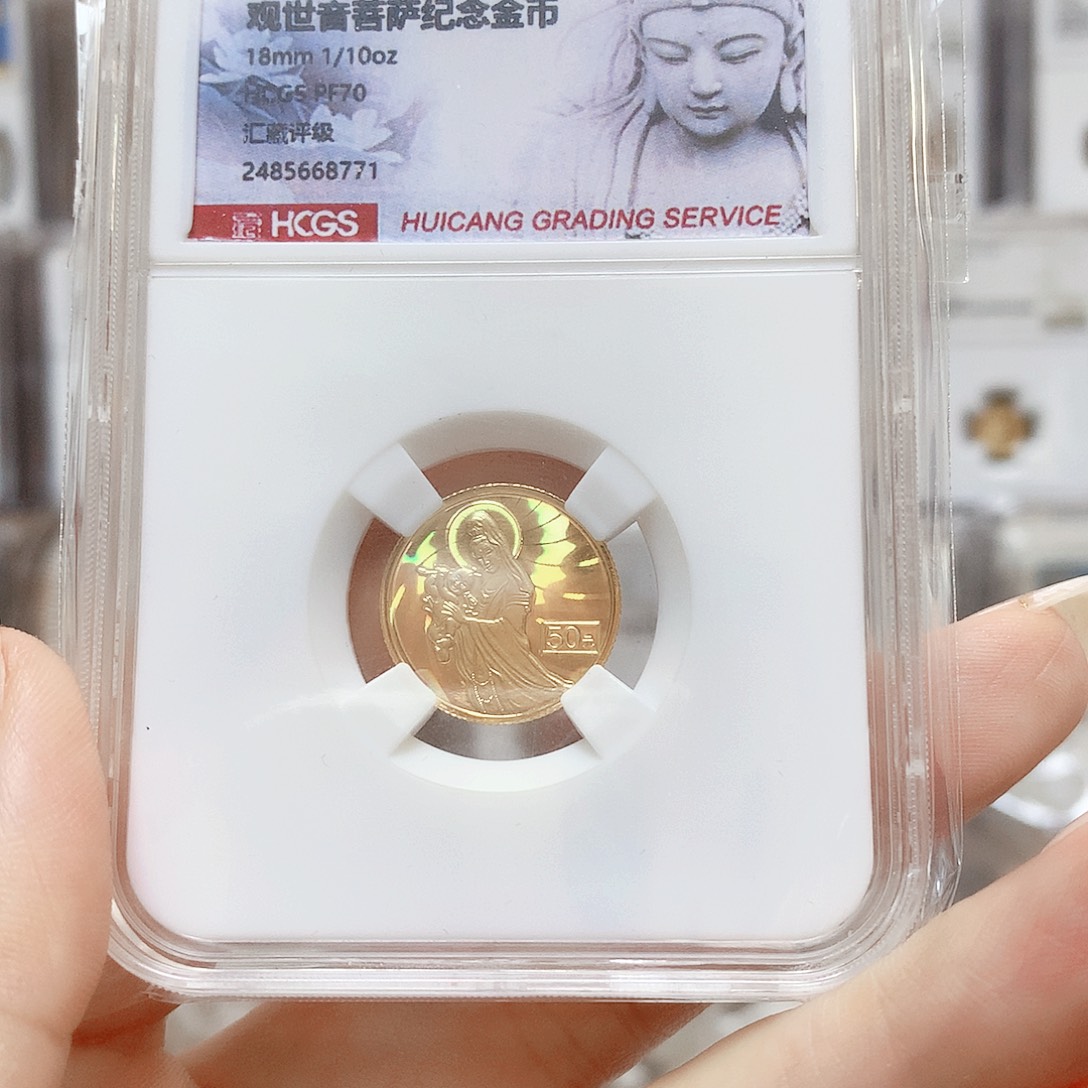 观世音菩萨纪念金币
18mm 1/10oz
HCGS PF70
汇藏评级
2485668771
HCGS HUICANG GRADING SERVICE
50元